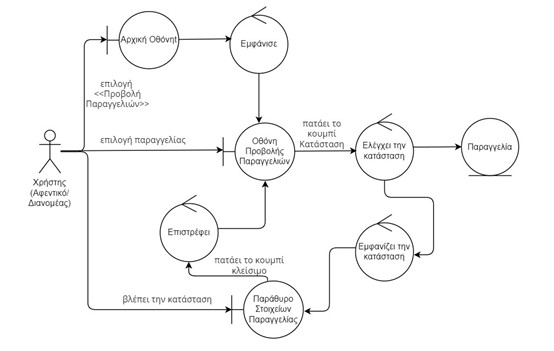 Αρχική Οθόνηt
Εμφάνισε
επιλογή
<<Προβολή
Παραγγελιών>>
επιλογή παραγγελίας
Οθόνη
Προβολής
Παραγγελιών
πατάει το
κουμπί
Κατάσταση
Ελέγχει την
κατάσταση
Παραγγελία
Χρήστης
(Αφεντικό/
Διανομέας)
Επιστρέφει
Εμφανίζει την
κατάσταση
πατάει το κουμπί
κλείσιμο
βλέπει την κατάσταση
Παράθυρο
Στοιχείων
Παραγγελίας